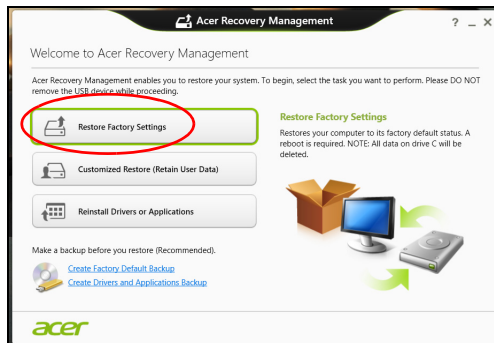 Acer Recovery Management
? _ X
Welcome to Acer Recovery Management
Acer Recovery Management enables you to restore your system. To begin, select the task you want to perform. Please DO NOT
remove the USB device while proceeding.
Restore Factory Settings
Restore Factory Settings
Restores your computer to its factory default status. A
reboot is required. NOTE: All data on drive C will be
deleted.
Customized Restore (Retain User Data)
Reinstall Drivers or Applications
Make a backup before you restore (Recommended).
Create Factory Default Backup
Create Drivers and Applications Backup
acer